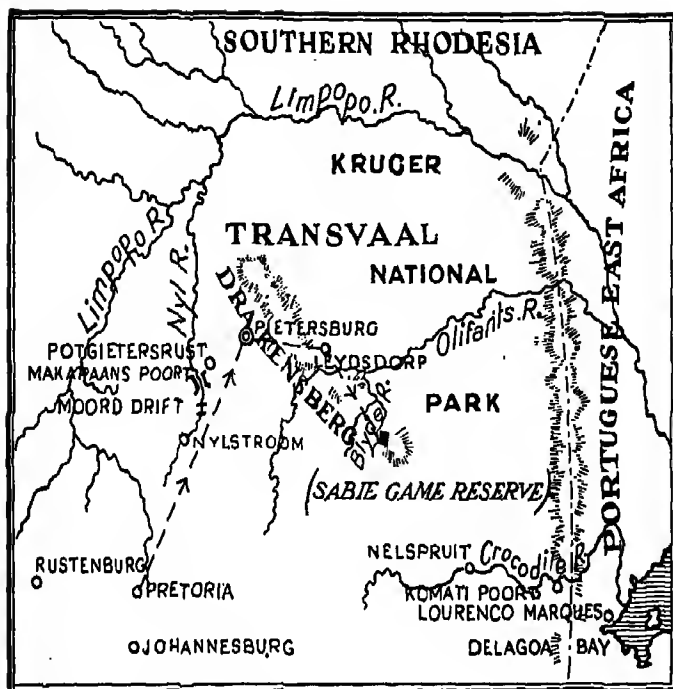 SOUTHERN RHODESIA
Limpopo.R.
KRUGER
TRANSVAAL
NATIONAL
PORTUGUESE EAST AFRICA
Limpopo R.
Nyl R.
DRAKENSBERG
PIETERSBURG
Olifants.R.
POTGIETERSRUST
LEYDSDORP
MAKAPAANS POORT
MOORD DRIFT
PARK
NYLSTROOM
(SABIE GAME RESERVE)
NELSPRUIT
Crocodile R.
RUSTENBURG
PRETORIA
KOMATI POORT
LOURENCO MARQUES
JOHANNESBURG
DELAGOA BAY